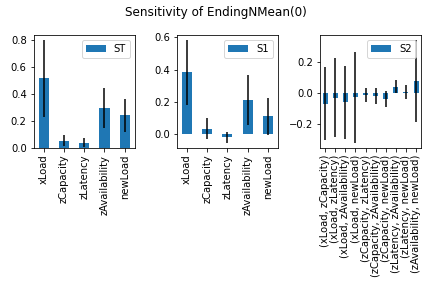 Sensitivity of EndingNMean(0)
0.8
0.6
0.4
0.2
0.0
ST
xLoad
zCapacity
zLatency
zAvailability
newLoad
0.6
0.4
0.2
0.0
S1
xLoad
zCapacity
zLatency
zAvailability
newLoad
0.2
0.0
−0.2
S2
(xLoad, zCapacity)
(xLoad, zLatency)
(xLoad, zAvailability)
(xLoad, newLoad)
(zCapacity, zLatency)
(zCapacity, zAvailability)
(zCapacity, newLoad)
(zLatency, zAvailability)
(zLatency, newLoad)
(zAvailability, newLoad)